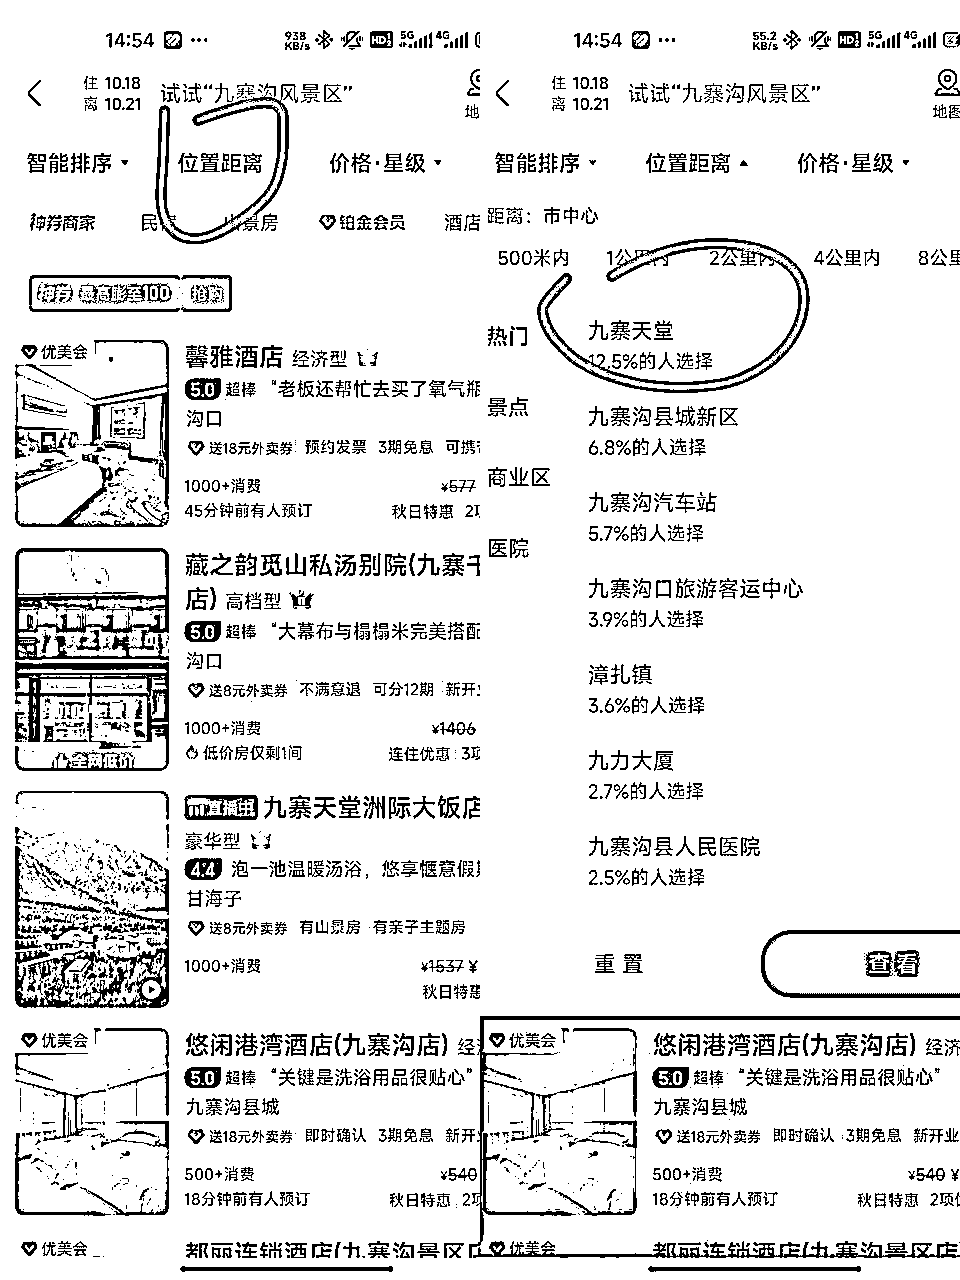 14:54 ··· 938 KB/s HD 5G 4G
住 10.18
离 10.21
试试“九寨沟风景区”
地
智能排序 位置距离 价格·星级
神券商家 民 山景房 铂金会员 酒店
神券 最高膨至100 抢购
优美会
馨雅酒店 经济型
5.0 超棒 “老板还帮忙去买了氧气瓶
沟口
送18元外卖券 预约发票 3期免息 可携
1000+消费 ¥577
45分钟前有人预订 秋日特惠 2项
藏之韵觅山私汤别院(九寨千
店) 高档型
5.0 超棒 “大幕布与榻榻米完美搭配
沟口
送8元外卖券 不满意退 可分12期 新开业
1000+消费 ¥1406
低价房仅剩1间 连住优惠 3项
全网低价
直播中 九寨天堂洲际大饭店
豪华型
4.4 泡一池温暖汤浴，悠享惬意假期
甘海子
送8元外卖券 有山景房 有亲子主题房
1000+消费 ¥1537 ¥
秋日特惠
优美会
悠闲港湾酒店(九寨沟店) 经济
5.0 超棒 “关键是洗浴用品很贴心”
九寨沟县城
送18元外卖券 即时确认 3期免息 新开业
500+消费 ¥540
18分钟前有人预订 秋日特惠 2项
优美会
都丽连锁酒店(九寨沟景区店
14:54 ··· 55.2 KB/s HD 5G 4G
住 10.18
离 10.21
试试“九寨沟风景区”
地图
智能排序 位置距离 价格·星级
距离：市中心
500米内 1公里内 2公里内 4公里内 8公里
热门
景点
商业区
医院
九寨天堂
12.5%的人选择
九寨沟县城新区
6.8%的人选择
九寨沟汽车站
5.7%的人选择
九寨沟口旅游客运中心
3.9%的人选择
漳扎镇
3.6%的人选择
九力大厦
2.7%的人选择
九寨沟县人民医院
2.5%的人选择
重置 查看
优美会
悠闲港湾酒店(九寨沟店) 经济
5.0 超棒 “关键是洗浴用品很贴心”
九寨沟县城
送18元外卖券 即时确认 3期免息 新开业
500+消费 ¥540 ¥
18分钟前有人预订 秋日特惠 2项
优美会
都丽连锁酒店(九寨沟景区店